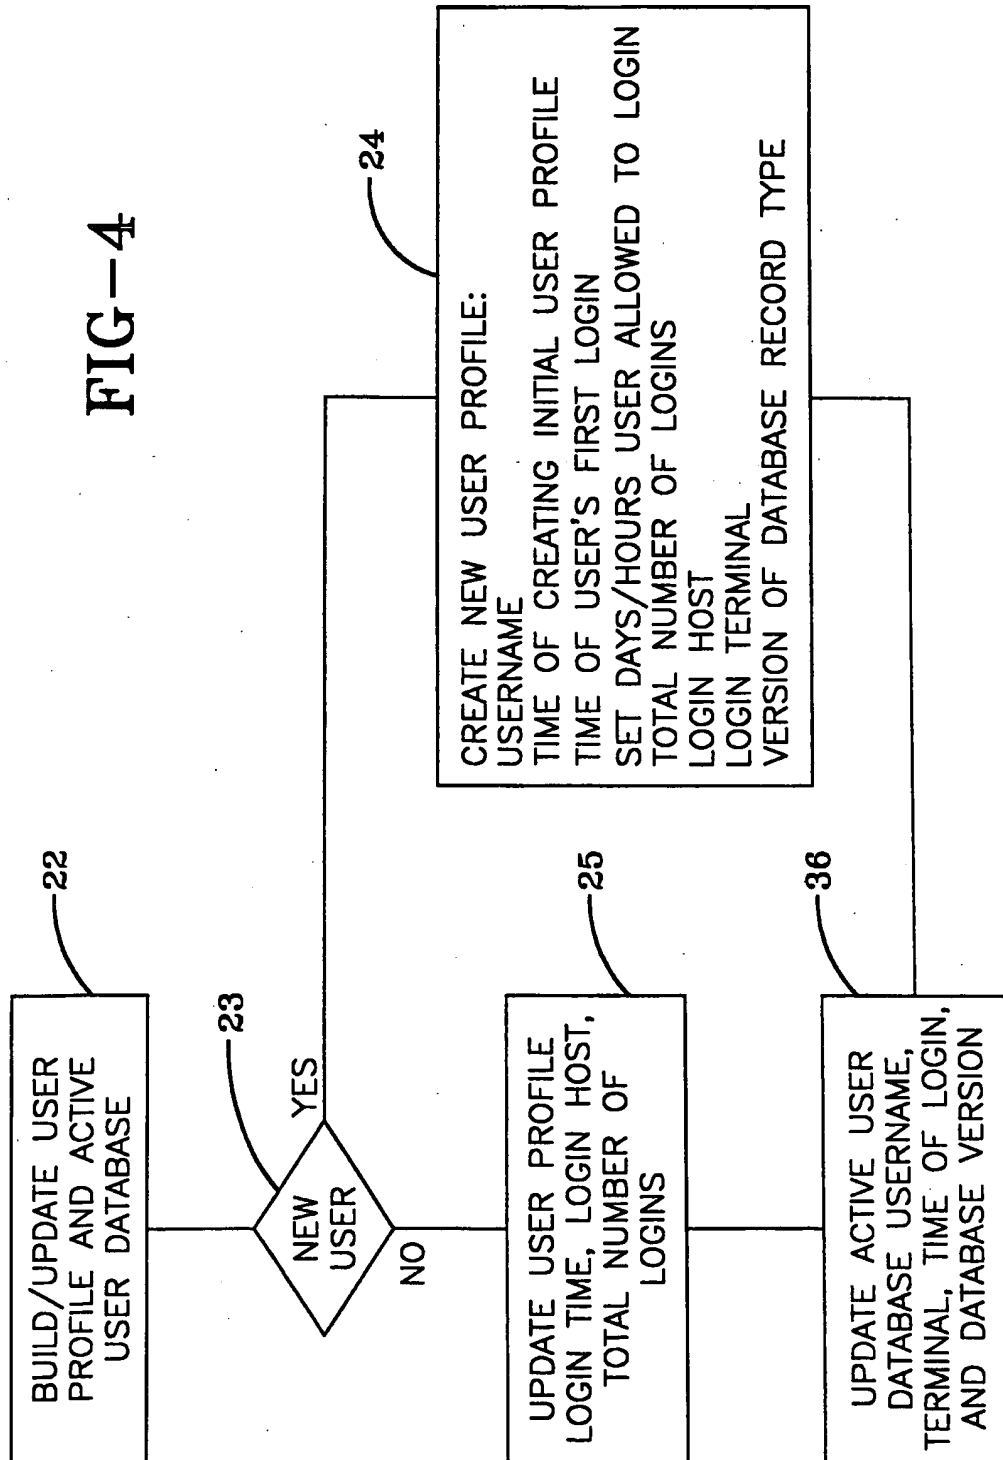 FIG-4
BUILD/UPDATE USER
PROFILE AND ACTIVE
USER DATABASE
22
NEW
USER
23
YES
NO
CREATE NEW USER PROFILE:
USERNAME
TIME OF CREATING INITIAL USER PROFILE
TIME OF USER'S FIRST LOGIN
SET DAYS/HOURS USER ALLOWED TO LOGIN
TOTAL NUMBER OF LOGINS
LOGIN HOST
LOGIN TERMINAL
VERSION OF DATABASE RECORD TYPE
24
UPDATE USER PROFILE
LOGIN TIME, LOGIN HOST,
TOTAL NUMBER OF
LOGINS
25
UPDATE ACTIVE USER
DATABASE USERNAME,
TERMINAL, TIME OF LOGIN,
AND DATABASE VERSION
36